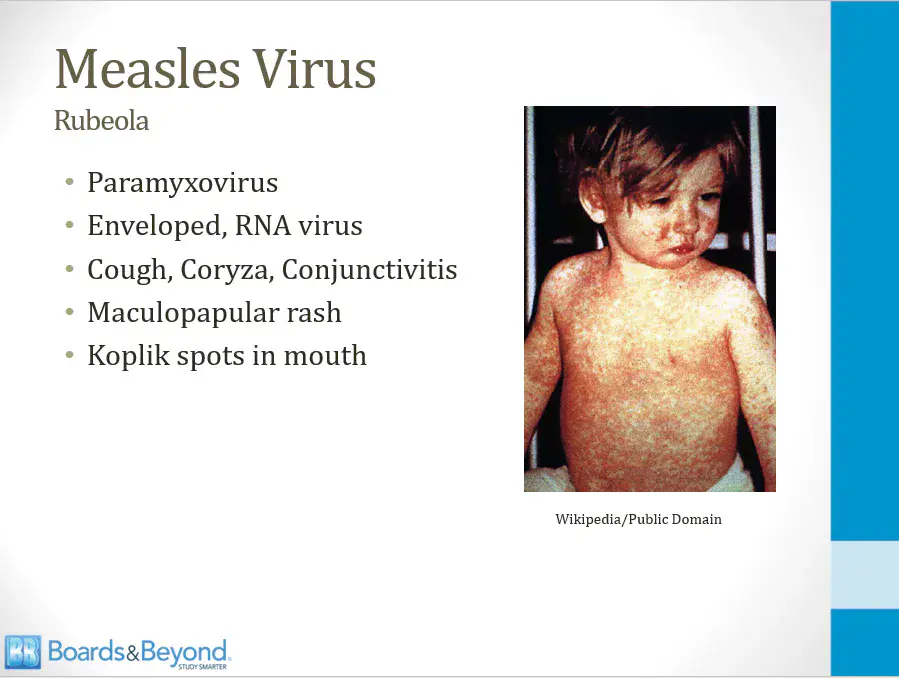 Measles Virus
Rubeola
• Paramyxovirus
• Enveloped, RNA virus
• Cough, Coryza, Conjunctivitis
• Maculopapular rash
• Koplik spots in mouth
Wikipedia/Public Domain
BB Boards&Beyond.
STUDY SMARTER